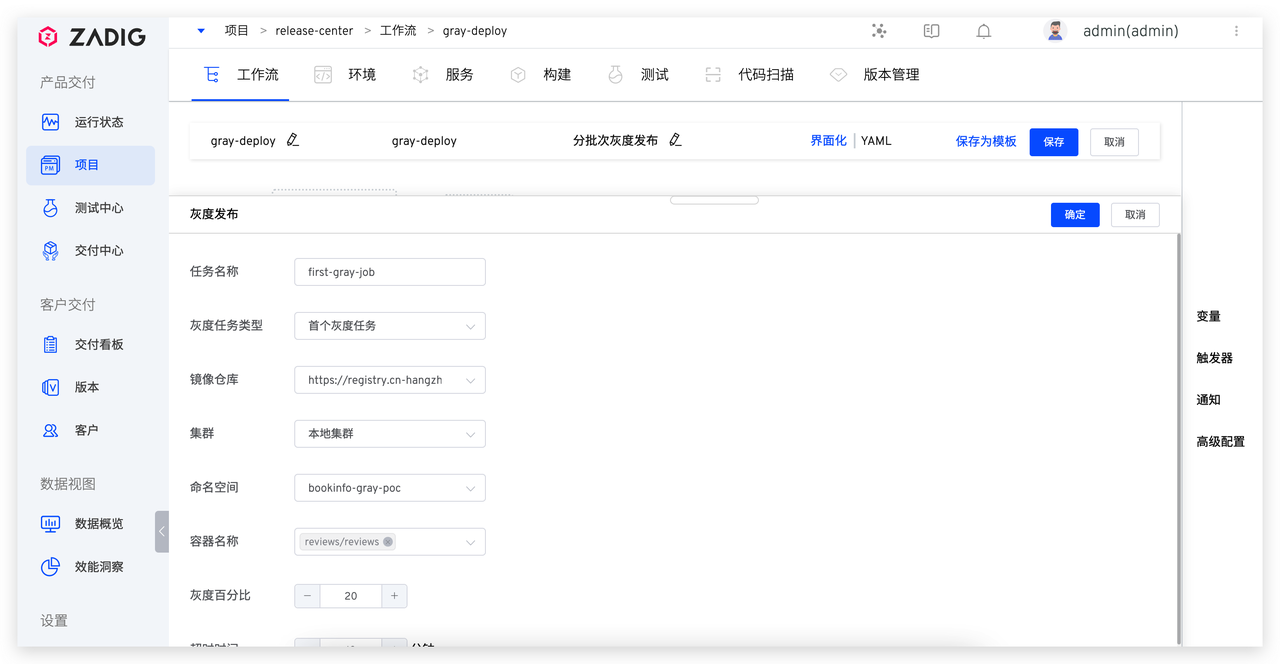 ZADIG
项目 > release-center > 工作流 > gray-deploy
admin(admin)
产品交付
运行状态
项目
测试中心
交付中心
客户交付
交付看板
版本
客户
数据视图
数据概览
效能洞察
设置
工作流 环境 服务 构建 测试 代码扫描 版本管理
gray-deploy gray-deploy 分批次灰度发布 界面化 | YAML 保存为模板 保存 取消
灰度发布 确定 取消
任务名称 first-gray-job
灰度任务类型 首个灰度任务
镜像仓库 https://registry.cn-hangzh
集群 本地集群
命名空间 bookinfo-gray-poc
容器名称 reviews/reviews
灰度百分比 − 20 +
变量
触发器
通知
高级配置